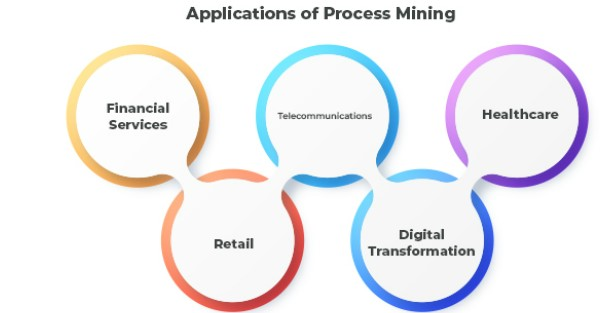 Applications of Process Mining
Financial
Services
Telecommunications
Healthcare
Retail
Digital
Transformation